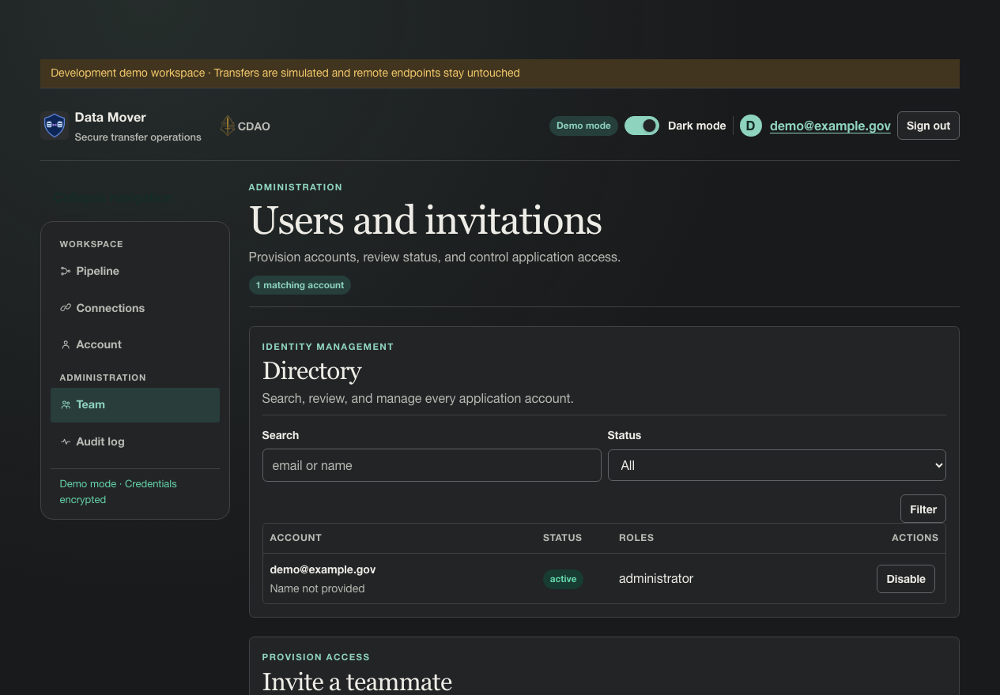 Development demo workspace · Transfers are simulated and remote endpoints stay untouched
Data Mover
Secure transfer operations
CDAO
Demo mode
Dark mode
D
demo@example.gov
Sign out
WORKSPACE
Pipeline
Connections
Account
ADMINISTRATION
Team
Audit log
Demo mode · Credentials
encrypted
ADMINISTRATION
Users and invitations
Provision accounts, review status, and control application access.
1 matching account
IDENTITY MANAGEMENT
Directory
Search, review, and manage every application account.
Search
Status
email or name
All
Filter
ACCOUNT STATUS ROLES ACTIONS
demo@example.gov
Name not provided
active
administrator
Disable
PROVISION ACCESS
Invite a teammate